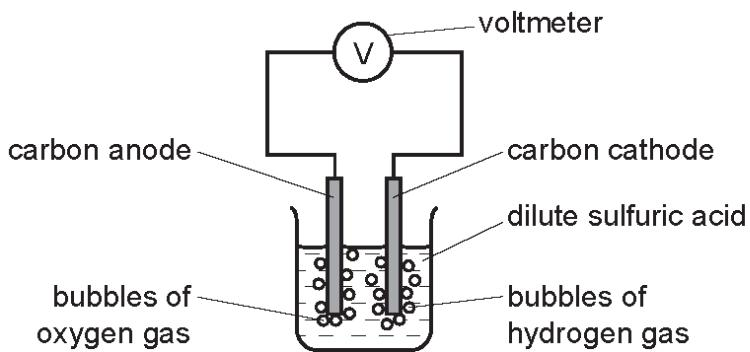 voltmeter
V
carbon anode
carbon cathode
dilute sulfuric acid
bubbles of
oxygen gas
bubbles of
hydrogen gas